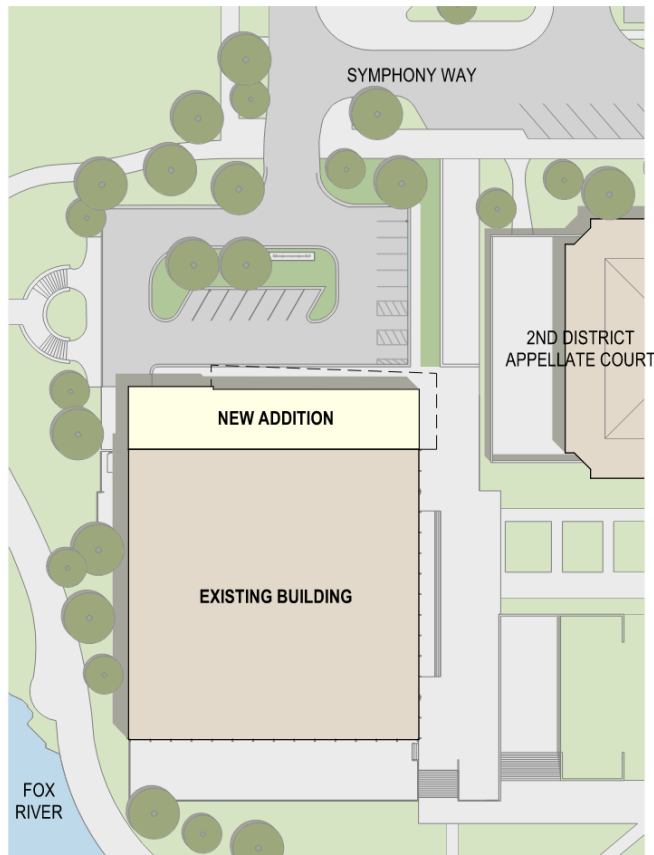 SYMPHONY WAY
2ND DISTRICT
APPELLATE COURT
NEW ADDITION
EXISTING BUILDING
FOX
RIVER